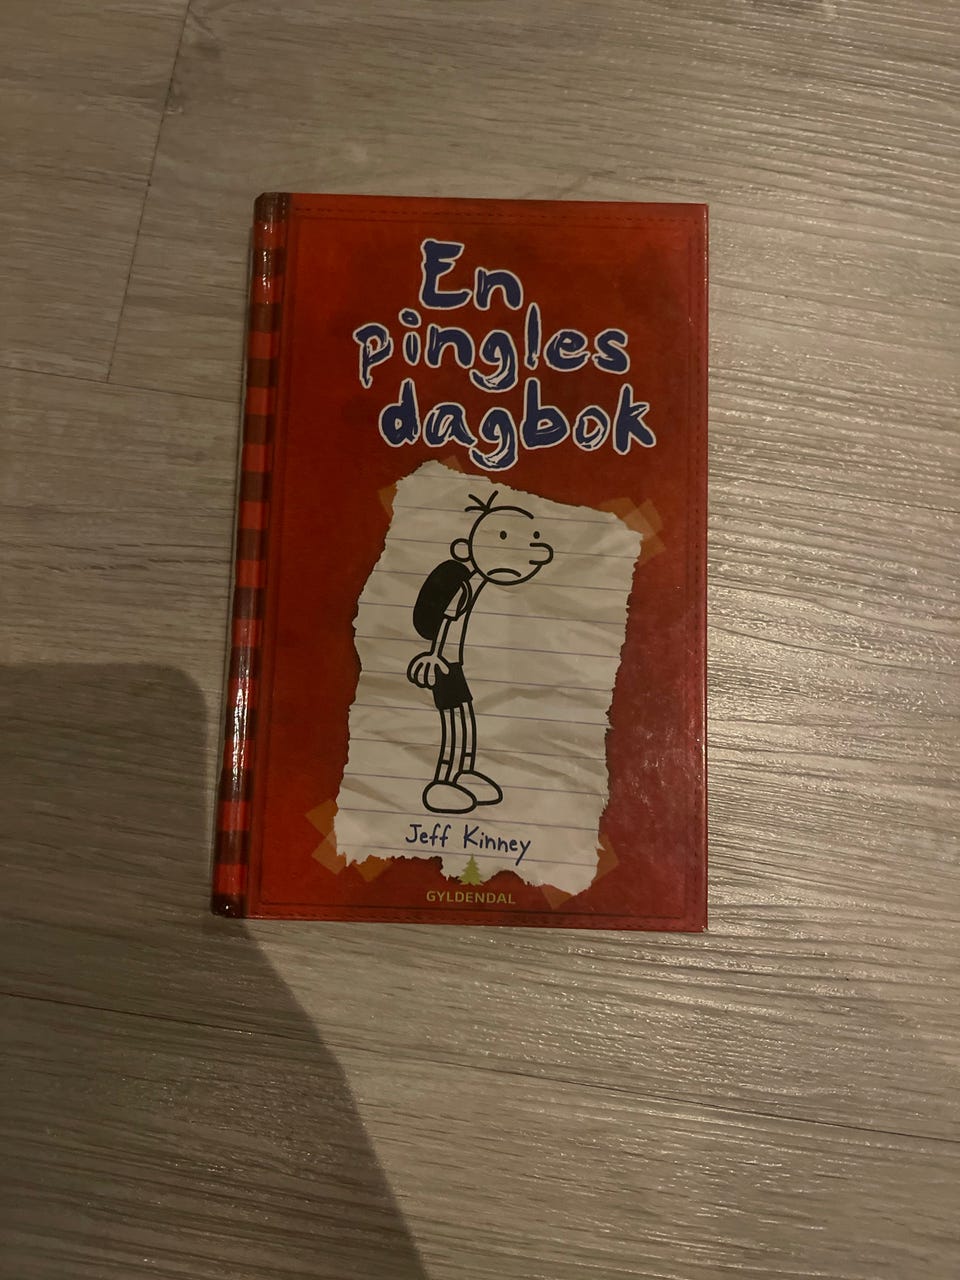 En
pingles
dagbok
Jeff Kinney
GYLDENDAL